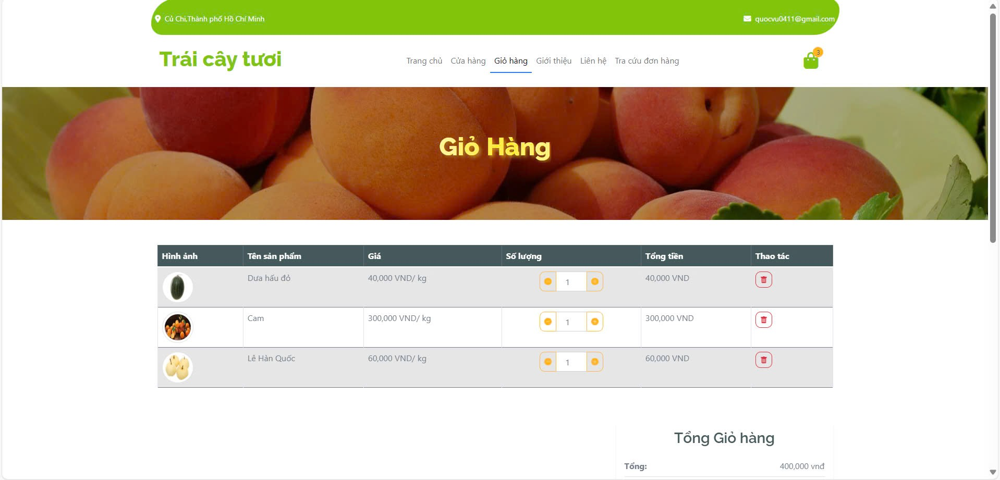 Củ Chi,Thành phố Hồ Chí Minh
quocvu0411@gmail.com
Trái cây tươi
Trang chủ Cửa hàng Giỏ hàng Giới thiệu Liên hệ Tra cứu đơn hàng
3
Giỏ Hàng
Hình ảnh Tên sản phẩm Giá Số lượng Tổng tiền Thao tác
Dưa hấu đỏ 40,000 VND/ kg 1 40,000 VND
Cam 300,000 VND/ kg 1 300,000 VND
Lê Hàn Quốc 60,000 VND/ kg 1 60,000 VND
Tổng Giỏ hàng
Tổng: 400,000 vnđ